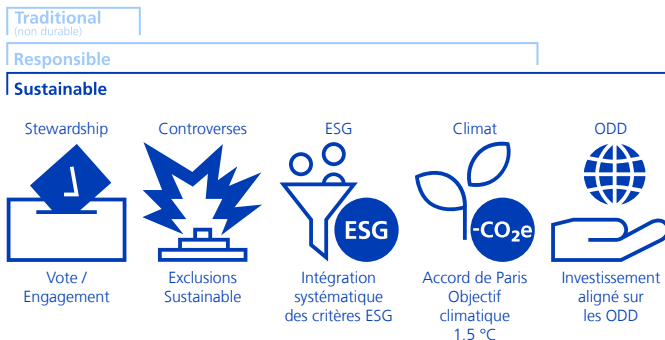 Traditional
(non durable)
Responsible
Sustainable
Stewardship
Controverses
ESG
Climat
ODD
ESG
-CO₂e
Vote /
Engagement
Exclusions
Sustainable
Intégration
systématique
des critères ESG
Accord de Paris
Objectif
climatique
1,5 °C
Investissement
aligné sur
les ODD